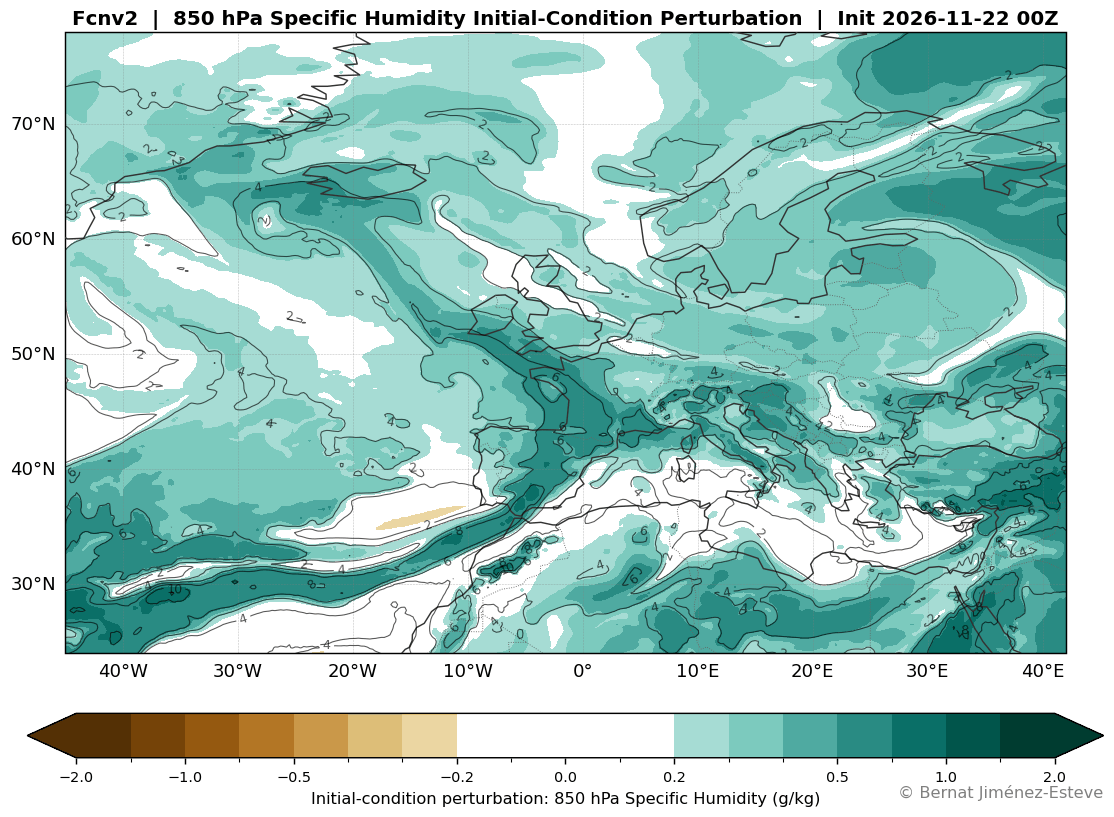 Fcnv2 | 850 hPa Specific Humidity Initial-Condition Perturbation | Init 2026-11-22 00Z
70°N
60°N
50°N
40°N
30°N
40°W 30°W 20°W 10°W 0° 10°E 20°E 30°E 40°E
−2.0 −1.0 −0.5 −0.2 0.0 0.2 0.5 1.0 2.0
Initial-condition perturbation: 850 hPa Specific Humidity (g/kg)
© Bernat Jiménez-Esteve